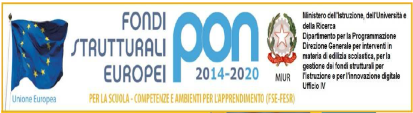 FONDI
STRUTTURALI
EUROPEI
pon
2014-2020
Unione Europea
MIUR
Ministero dell'Istruzione, dell'Università e
della Ricerca
Dipartimento per la Programmazione
Direzione Generale per interventi in
materia di edilizia scolastica, per la
gestione dei fondi strutturali per
l'istruzione e per l'innovazione digitale
Ufficio IV
PER LA SCUOLA - COMPETENZE E AMBIENTI PER L'APPRENDIMENTO (FSE-FESR)